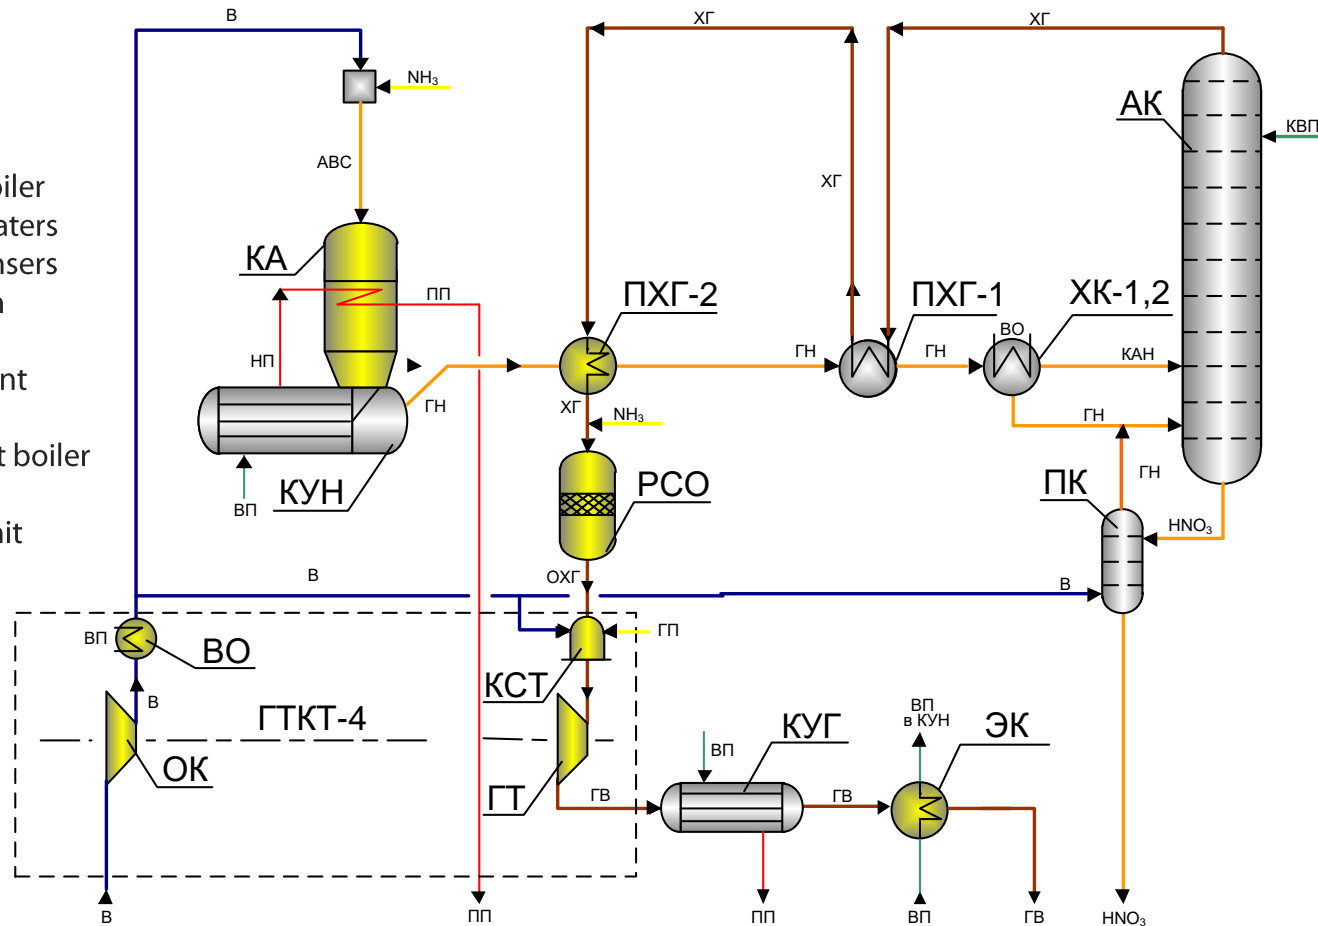 В
ХГ
ХГ
NH₃
АК
КВП
АВС
ХГ
oiler
aters
nsers
n
nt
t boiler
nit
КА
ПП
ПХГ-2
ПХГ-1
ХК-1,2
ВО
НП
ГН
ГН
КАН
ГН
ХГ
NH₃
ГН
ВП
КУН
РСО
ПК
ГН
HNO₃
В
ОХГ
В
ВП
ВО
ГП
КСТ
В
ГТКТ-4
ОК
ВП
КУГ
ВП
в КУН
ЭК
ГТ
ГВ
ГВ
В
ПП
ПП
ВП
ГВ
HNO₃